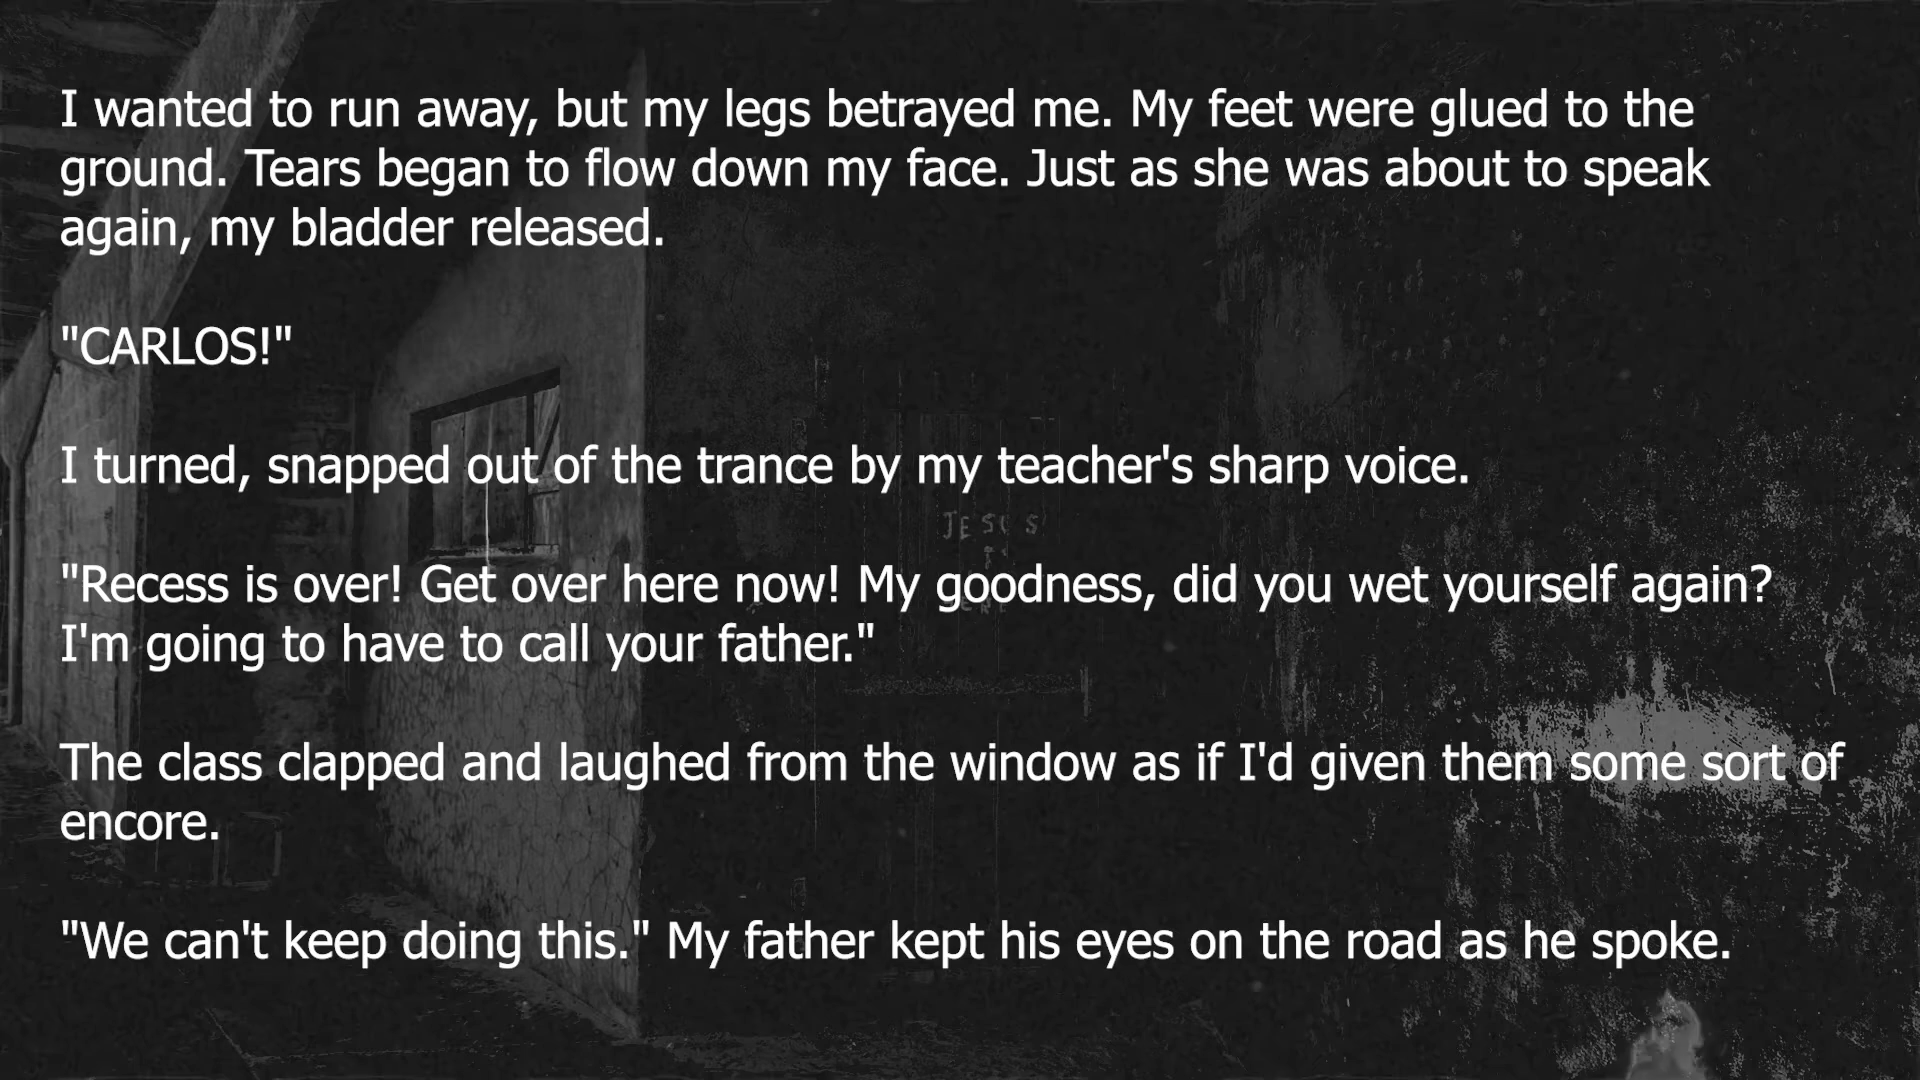 I wanted to run away, but my legs betrayed me. My feet were glued to the
ground. Tears began to flow down my face. Just as she was about to speak
again, my bladder released.
"CARLOS!"
I turned, snapped out of the trance by my teacher's sharp voice.
JESUS
"Recess is over! Get over here now! My goodness, did you wet yourself again?
I'm going to have to call your father."
The class clapped and laughed from the window as if I'd given them some sort of
encore.
"We can't keep doing this." My father kept his eyes on the road as he spoke.